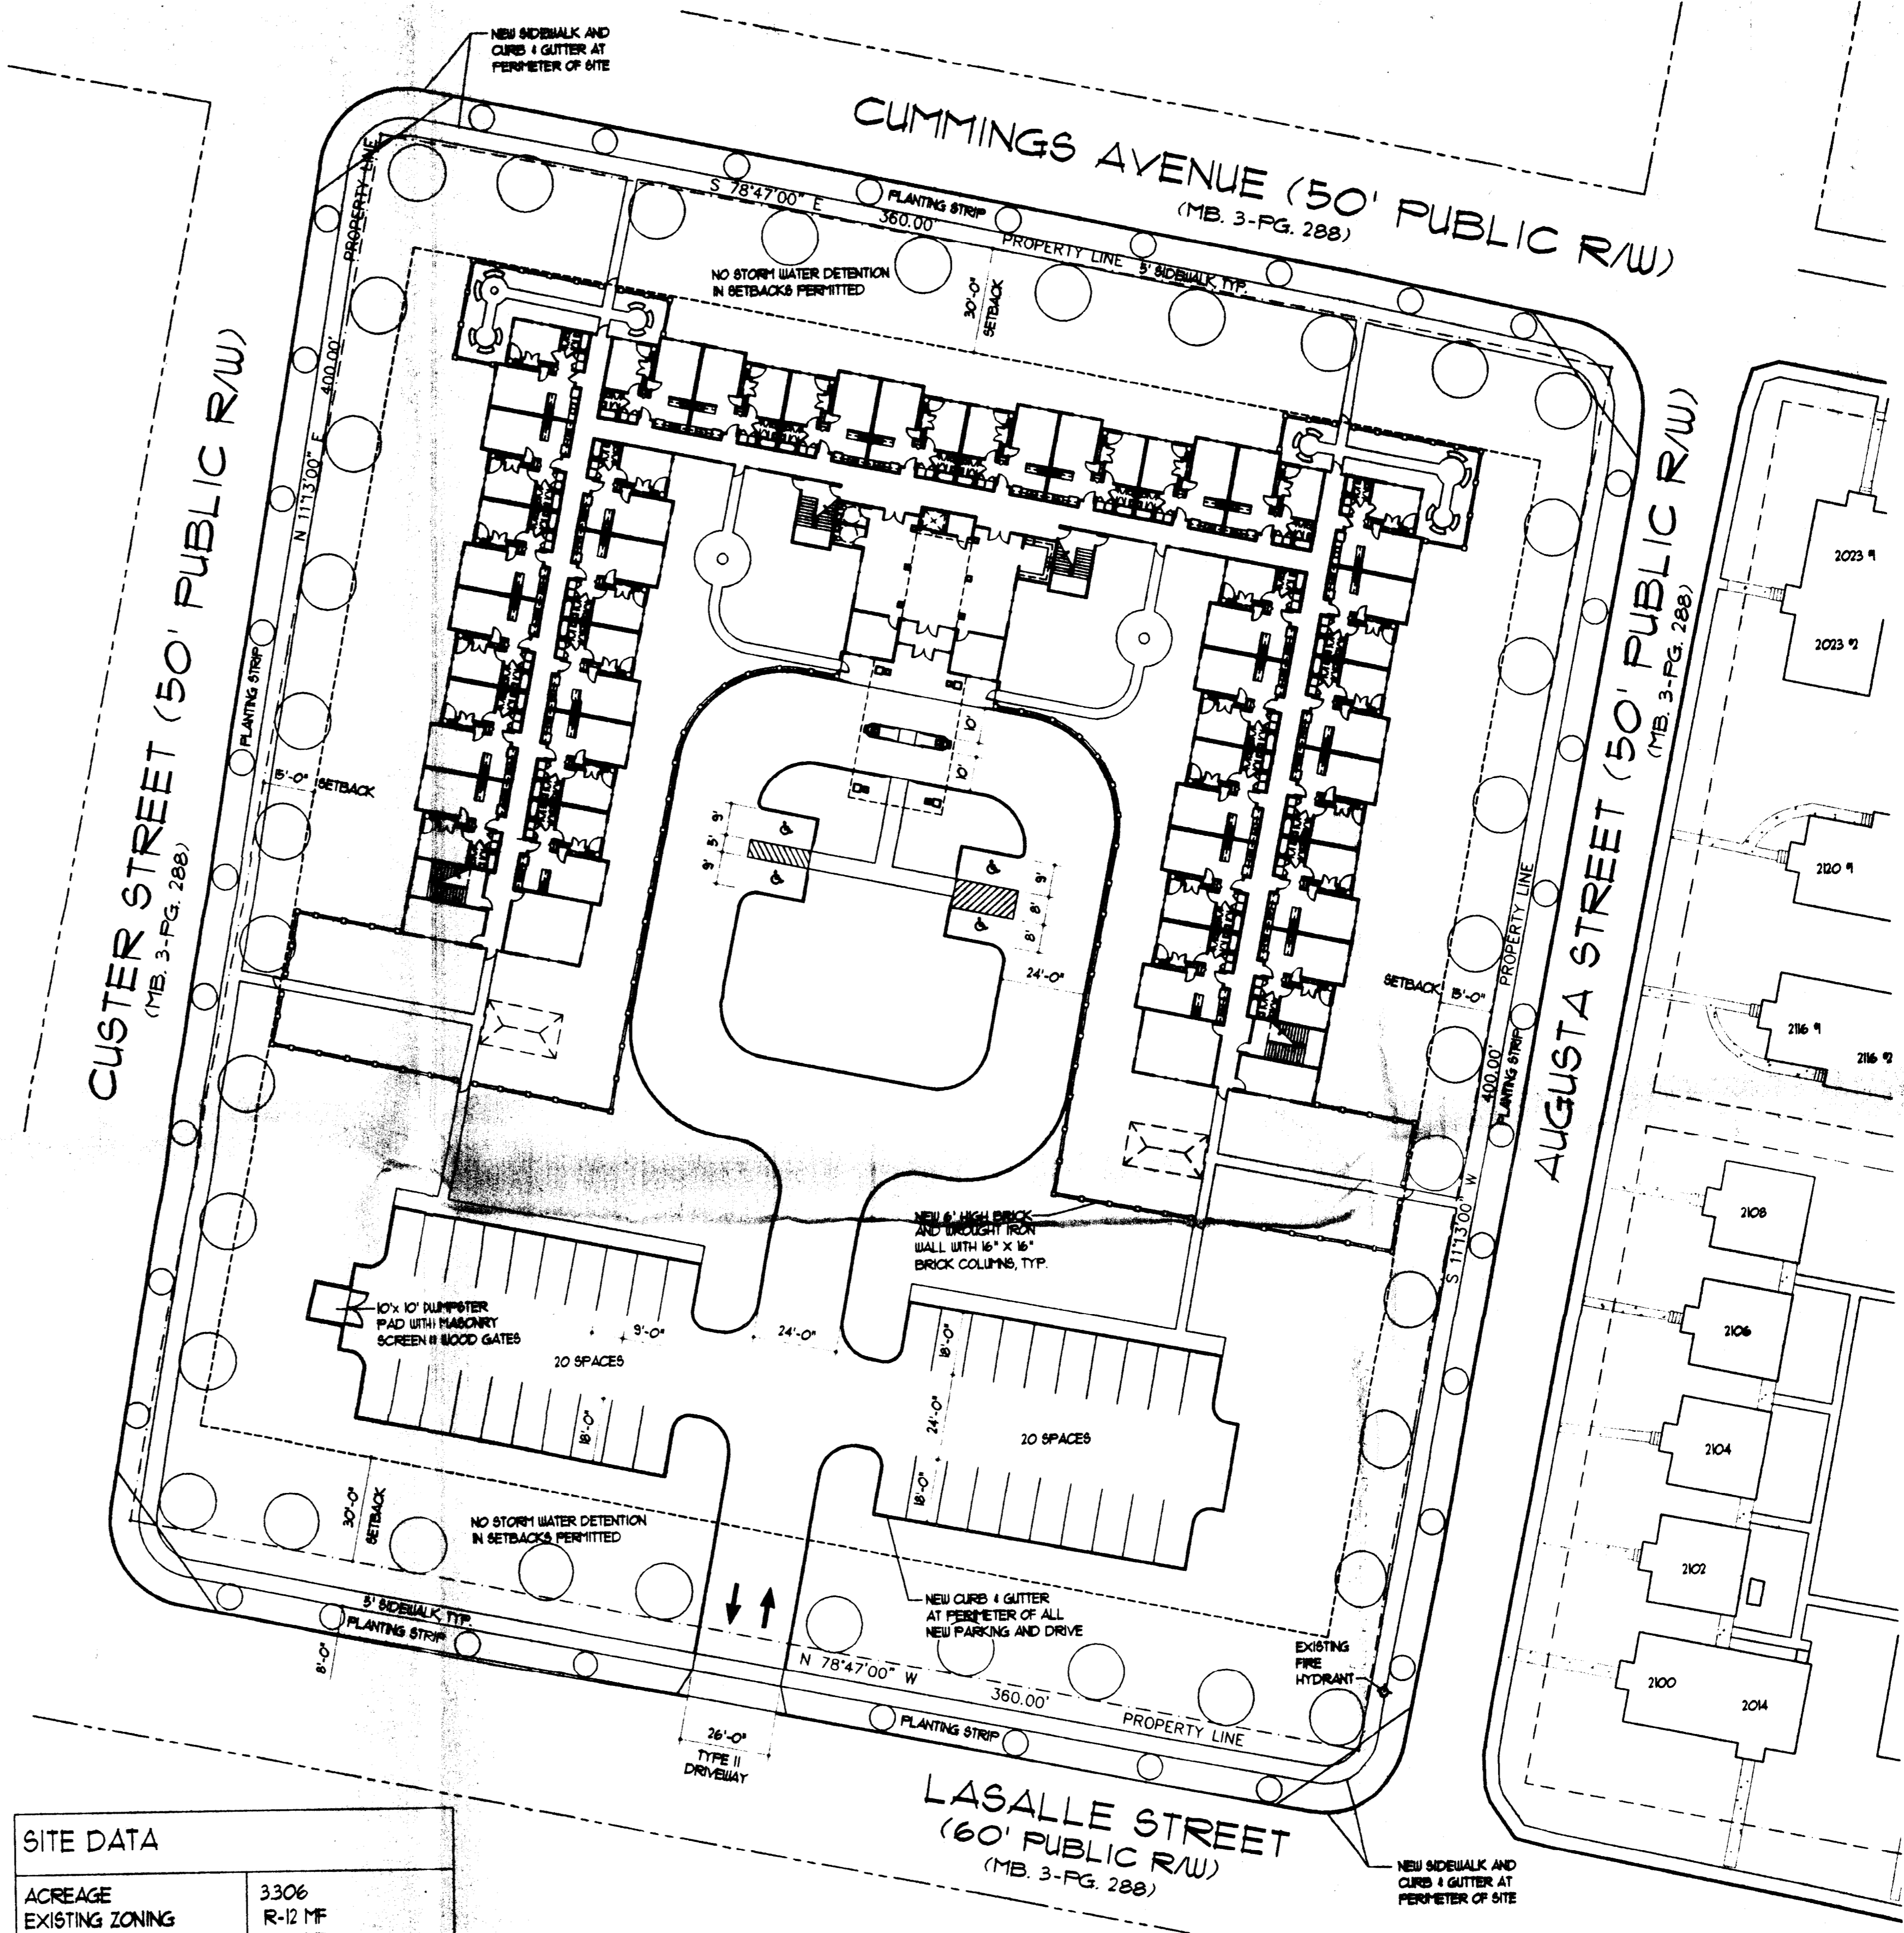 NEW SIDEWALK AND
CURB & GUTTER AT
PERIMETER OF SITE
CUMMINGS AVENUE (50' PUBLIC R/W)
(MB. 3-PG. 288)
PROPERTY LINE
S 78°47'00" E
360.00'
PLANTING STRIP
PROPERTY LINE
5' SIDEWALK, TYP.
NO STORM WATER DETENTION
IN SETBACKS PERMITTED
30'-0"
SETBACK
400.00'
N 11°13'00" E
CUSTER STREET (50' PUBLIC R/W)
(MB. 3-PG. 288)
PLANTING STRIP
15'-0" SETBACK
AUGUSTA STREET (50' PUBLIC R/W)
(MB. 3-PG. 288)
2023 #1
2023 #2
2120 #1
2116 #1
2116 #2
2108
2106
2104
2102
2100
2014
10'
10'
9'
5'
9'
9'
8'
8'
24'-0"
SETBACK 15'-0"
PROPERTY LINE
400.00'
PLANTING STRIP
S 11°13'00" W
NEW 6' HIGH BRICK
AND WROUGHT IRON
WALL WITH 16" X 16"
BRICK COLUMNS, TYP.
10' x 10' DUMPSTER
PAD WITH MASONRY
SCREEN & WOOD GATES
9'-0"
24'-0"
20 SPACES
18'-0"
18'-0"
24'-0"
18'-0"
20 SPACES
30'-0"
SETBACK
NO STORM WATER DETENTION
IN SETBACKS PERMITTED
NEW CURB & GUTTER
AT PERIMETER OF ALL
NEW PARKING AND DRIVE
EXISTING
FIRE
HYDRANT
5' SIDEWALK, TYP.
PLANTING STRIP
8'-0"
N 78°47'00" W
360.00'
PROPERTY LINE
PLANTING STRIP
26'-0"
TYPE II
DRIVEWAY
LASALLE STREET
(60' PUBLIC R/W)
(MB. 3-PG. 288)
NEW SIDEWALK AND
CURB & GUTTER AT
PERIMETER OF SITE
SITE DATA
ACREAGE 3.306
EXISTING ZONING R-12 MF